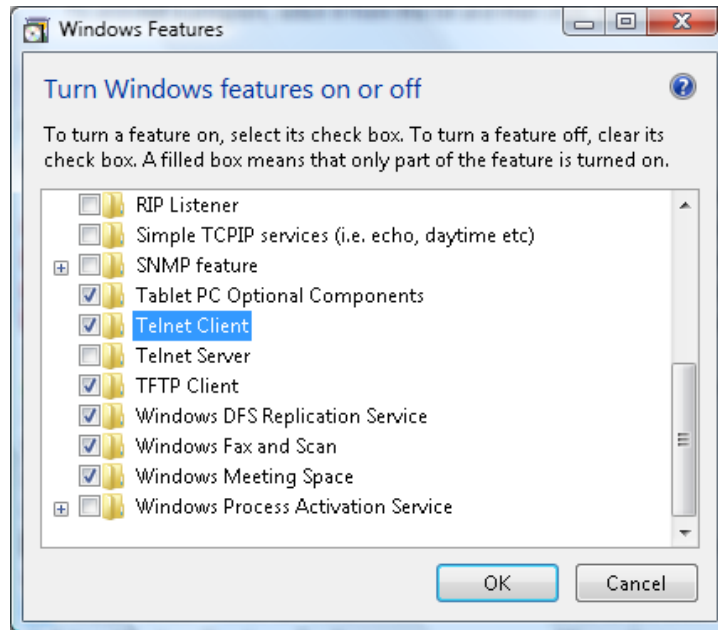 Windows Features
Turn Windows features on or off
To turn a feature on, select its check box. To turn a feature off, clear its
check box. A filled box means that only part of the feature is turned on.
RIP Listener
Simple TCPIP services (i.e. echo, daytime etc)
SNMP feature
Tablet PC Optional Components
Telnet Client
Telnet Server
TFTP Client
Windows DFS Replication Service
Windows Fax and Scan
Windows Meeting Space
Windows Process Activation Service
OK Cancel